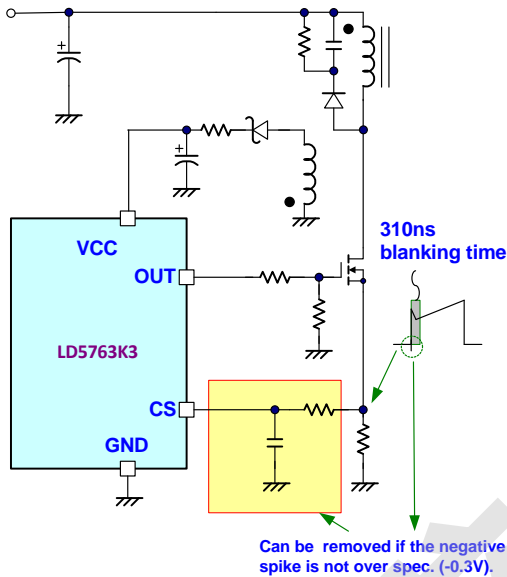 +
+
VCC
310ns
blanking time
OUT
LD5763K3
CS
GND
Can be removed if the negative
spike is not over spec. (-0.3V).